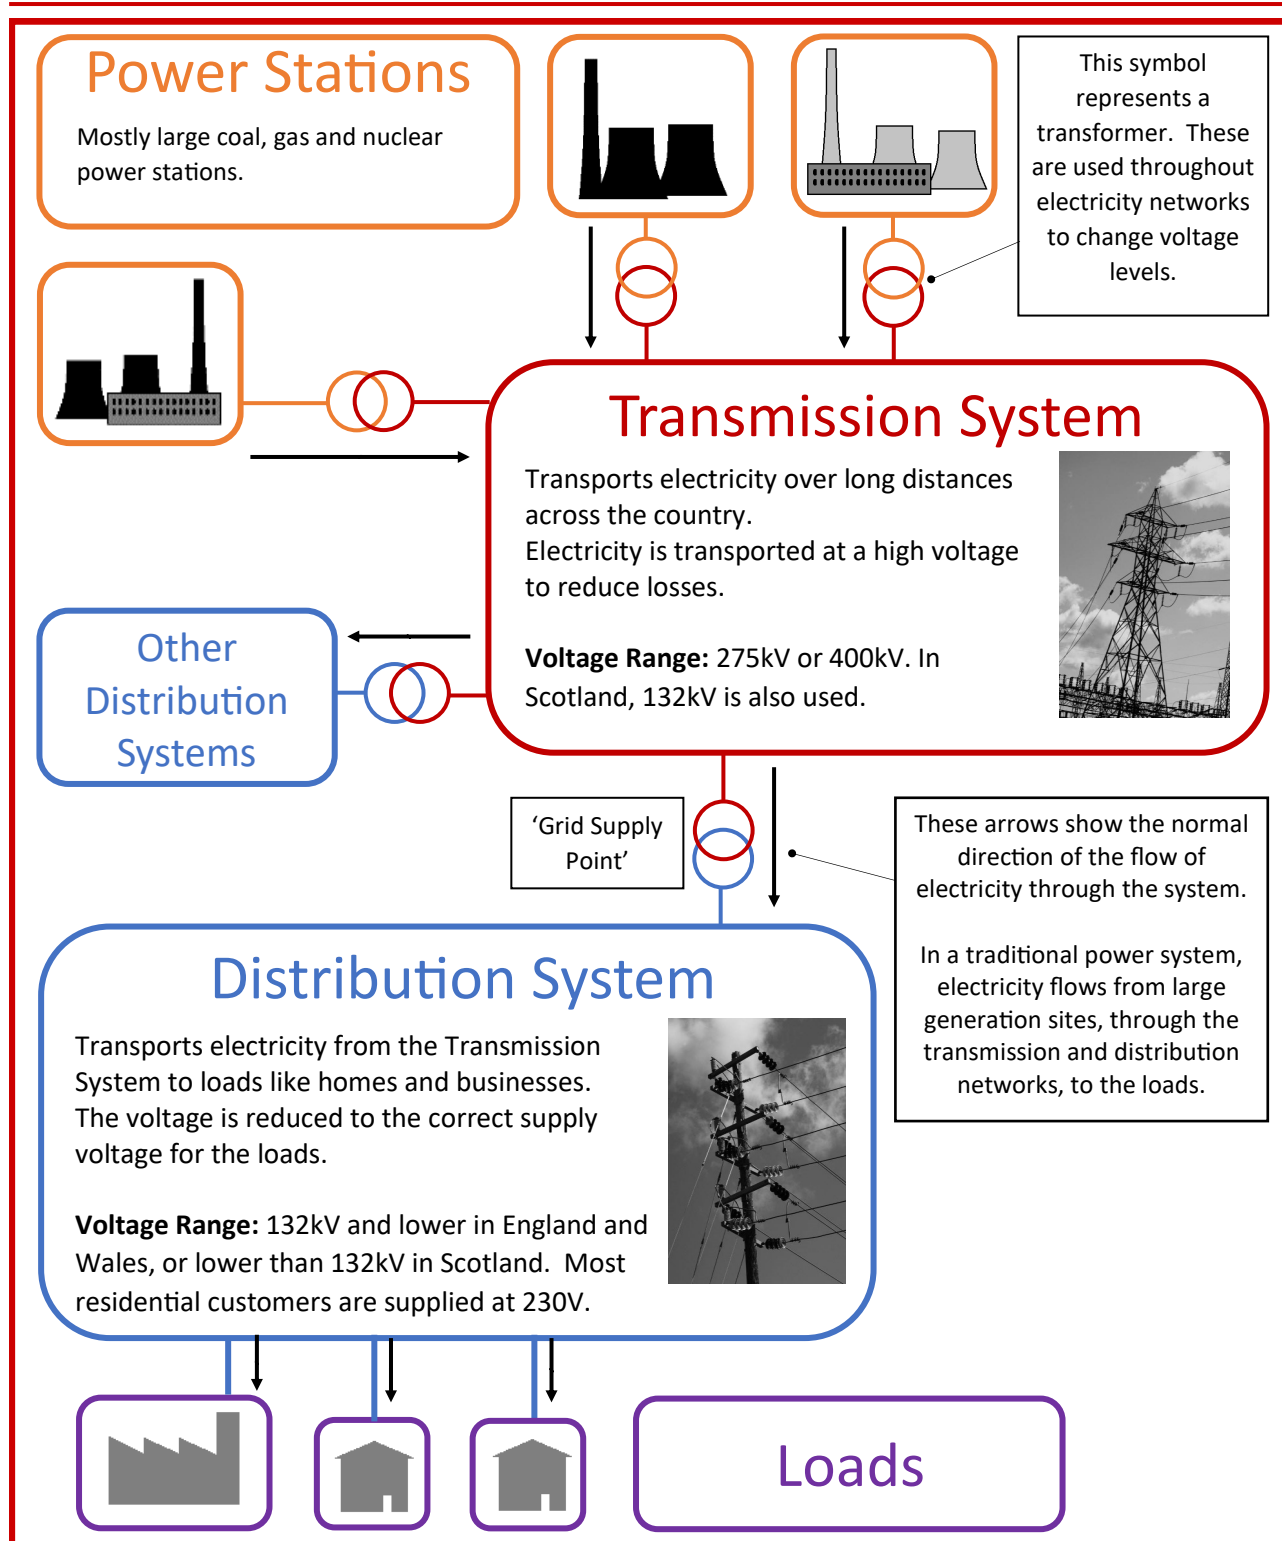 Power Stations
Mostly large coal, gas and nuclear
power stations.
This symbol
represents a
transformer.  These
are used throughout
electricity networks
to change voltage
levels.
Transmission System
Transports electricity over long distances
across the country.
Electricity is transported at a high voltage
to reduce losses.
Voltage Range: 275kV or 400kV. In
Scotland, 132kV is also used.
Other
Distribution
Systems
‘Grid Supply
Point’
These arrows show the normal
direction of the flow of
electricity through the system.
In a traditional power system,
electricity flows from large
generation sites, through the
transmission and distribution
networks, to the loads.
Distribution System
Transports electricity from the Transmission
System to loads like homes and businesses.
The voltage is reduced to the correct supply
voltage for the loads.
Voltage Range: 132kV and lower in England and
Wales, or lower than 132kV in Scotland.  Most
residential customers are supplied at 230V.
Loads